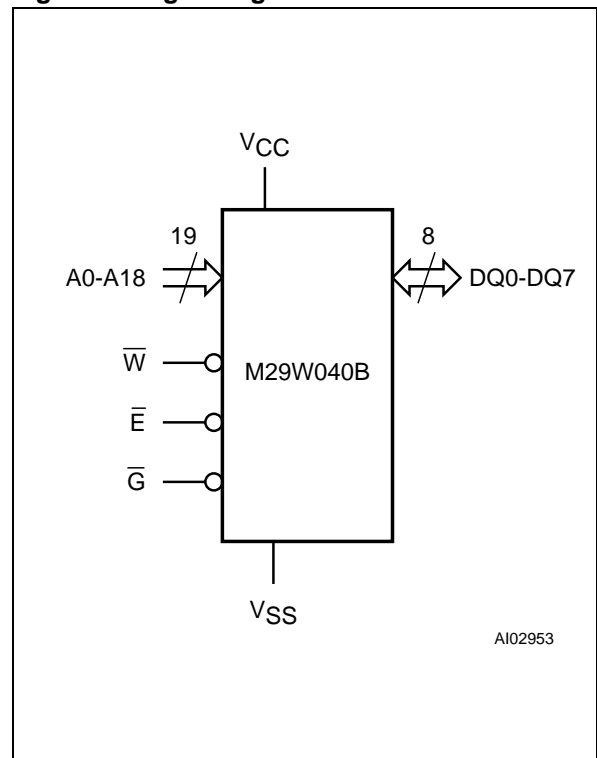 VCC
19
8
A0-A18
DQ0-DQ7
W̅
M29W040B
E̅
G̅
VSS
AI02953